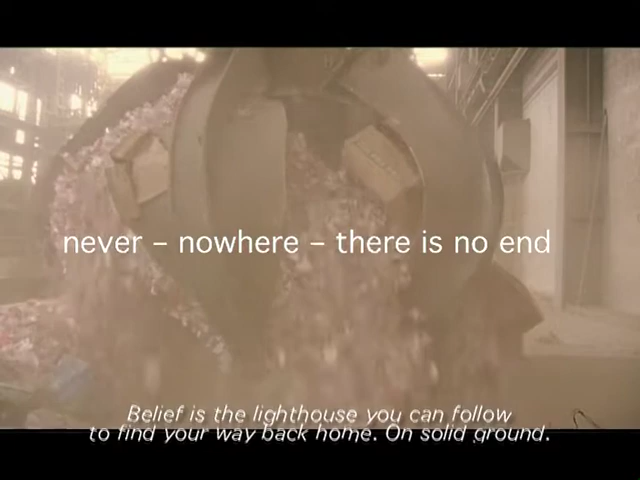 never – nowhere – there is no end
Belief is the lighthouse you can follow
to find your way back home. On solid ground.